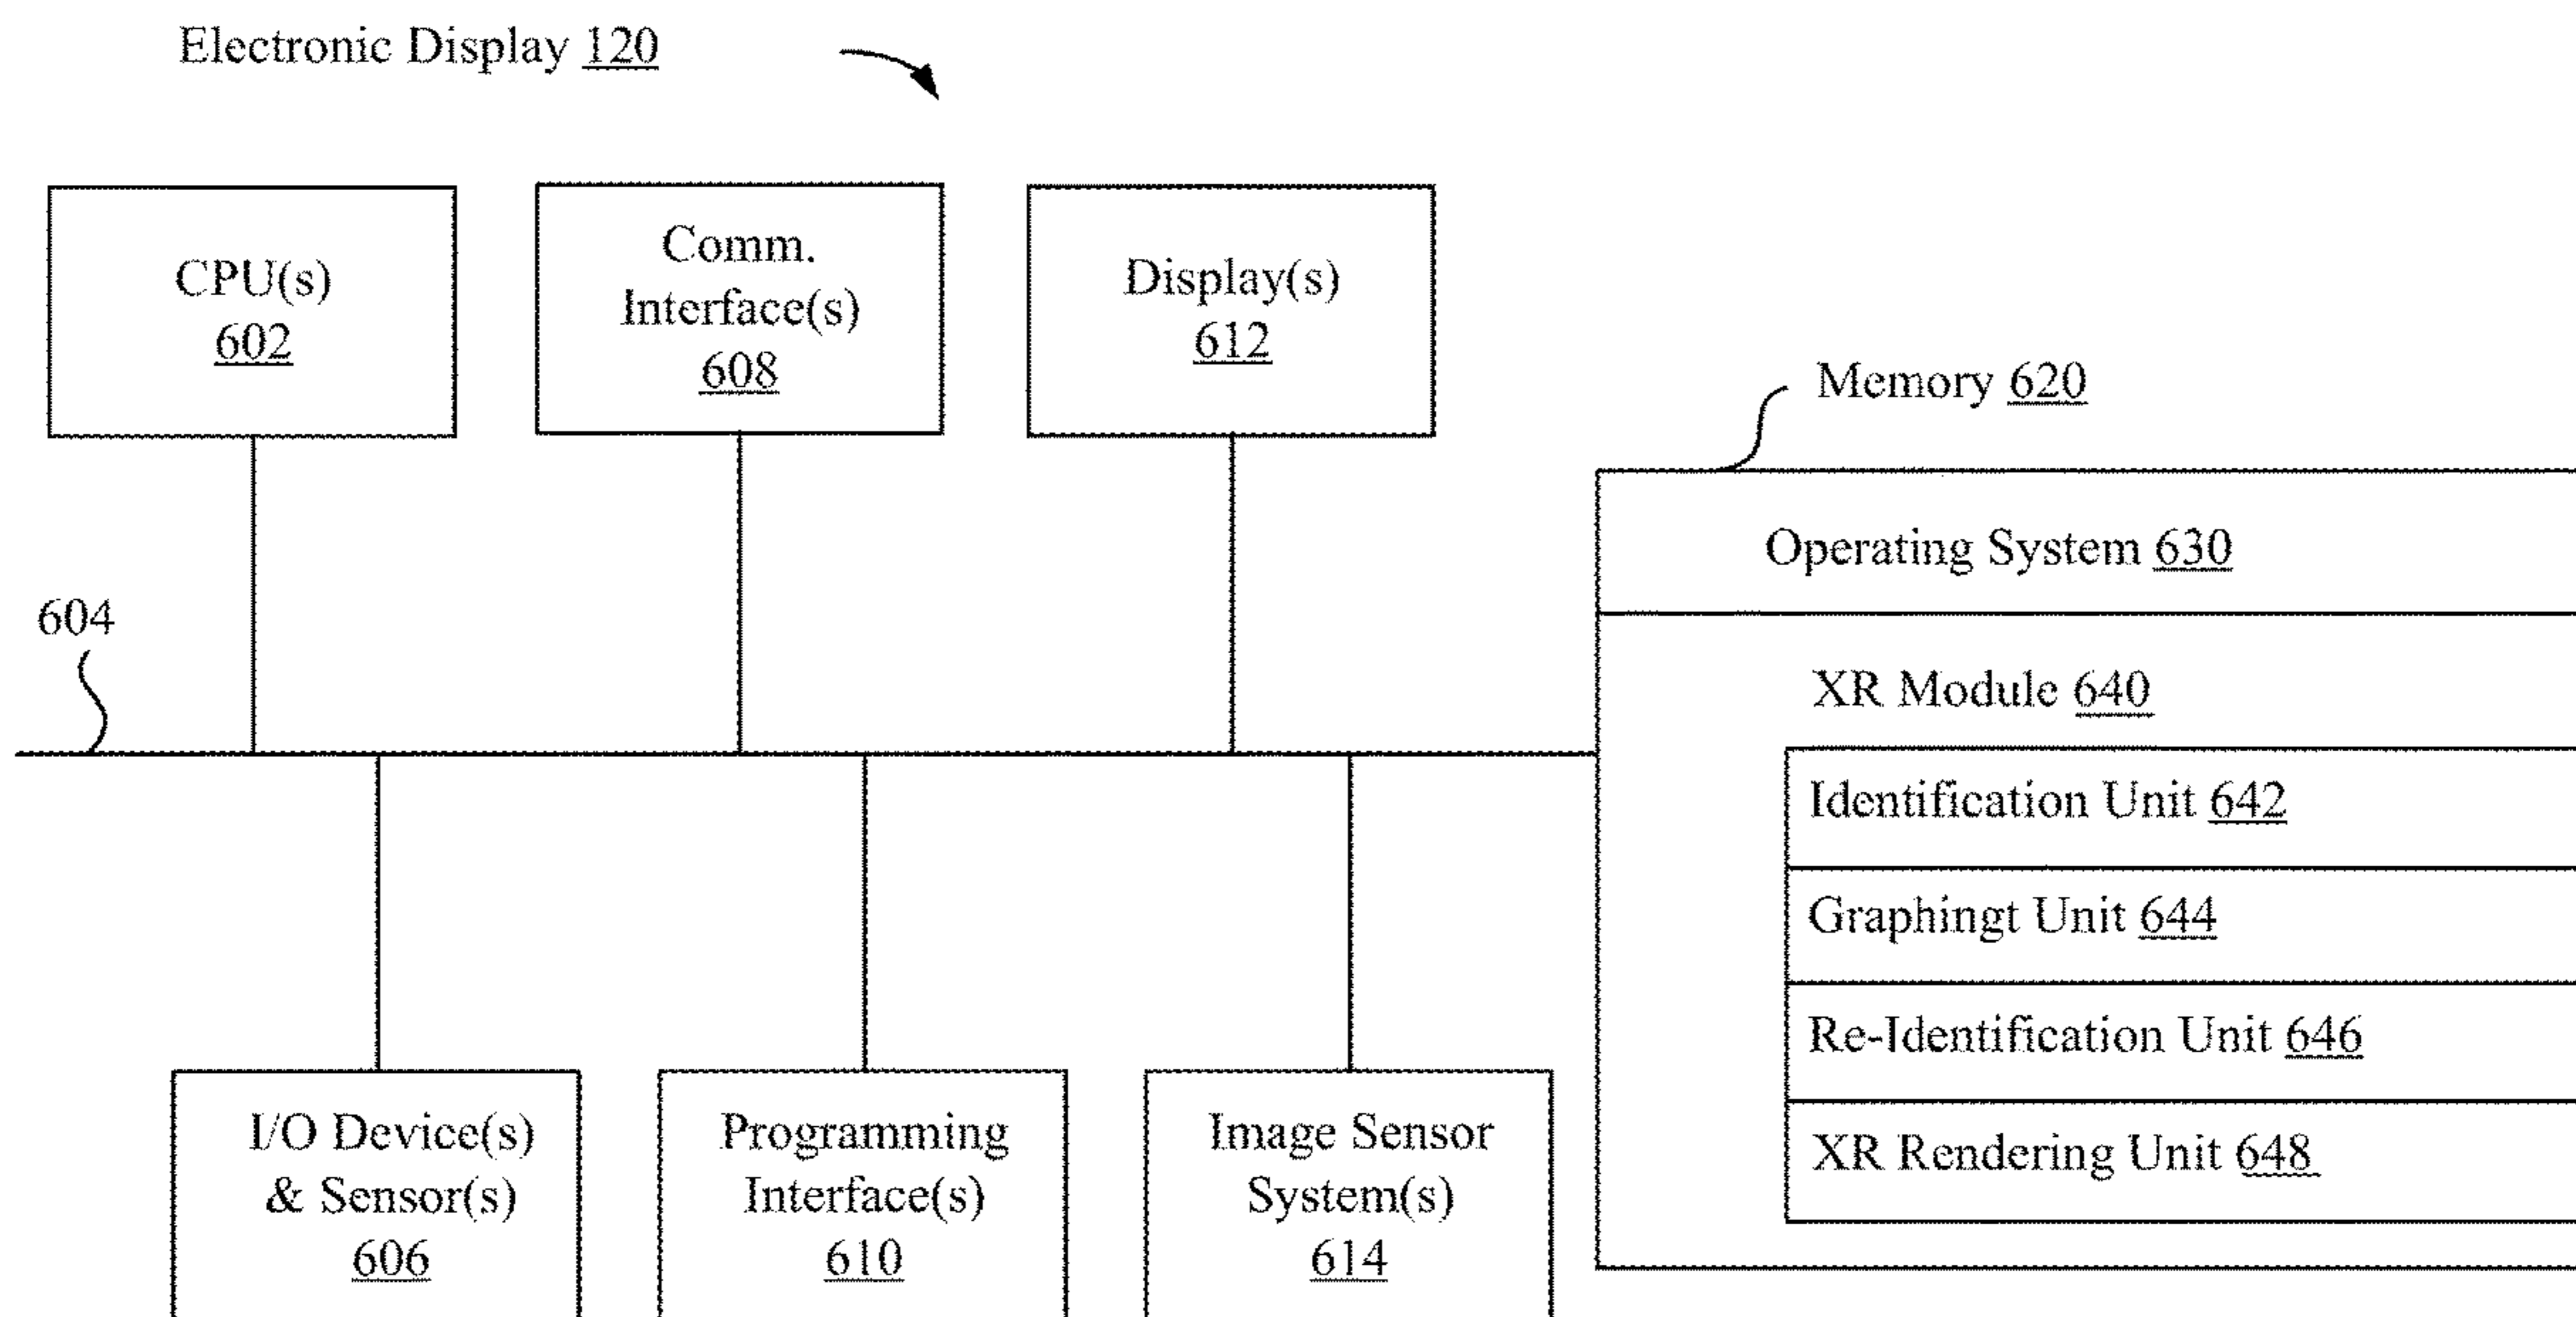 Electronic Display 120
CPU(s)
602
Comm.
Interface(s)
608
Display(s)
612
Memory 620
Operating System 630
604
XR Module 640
Identification Unit 642
Graphingt Unit 644
Re-Identification Unit 646
XR Rendering Unit 648
I/O Device(s)
& Sensor(s)
606
Programming
Interface(s)
610
Image Sensor
System(s)
614